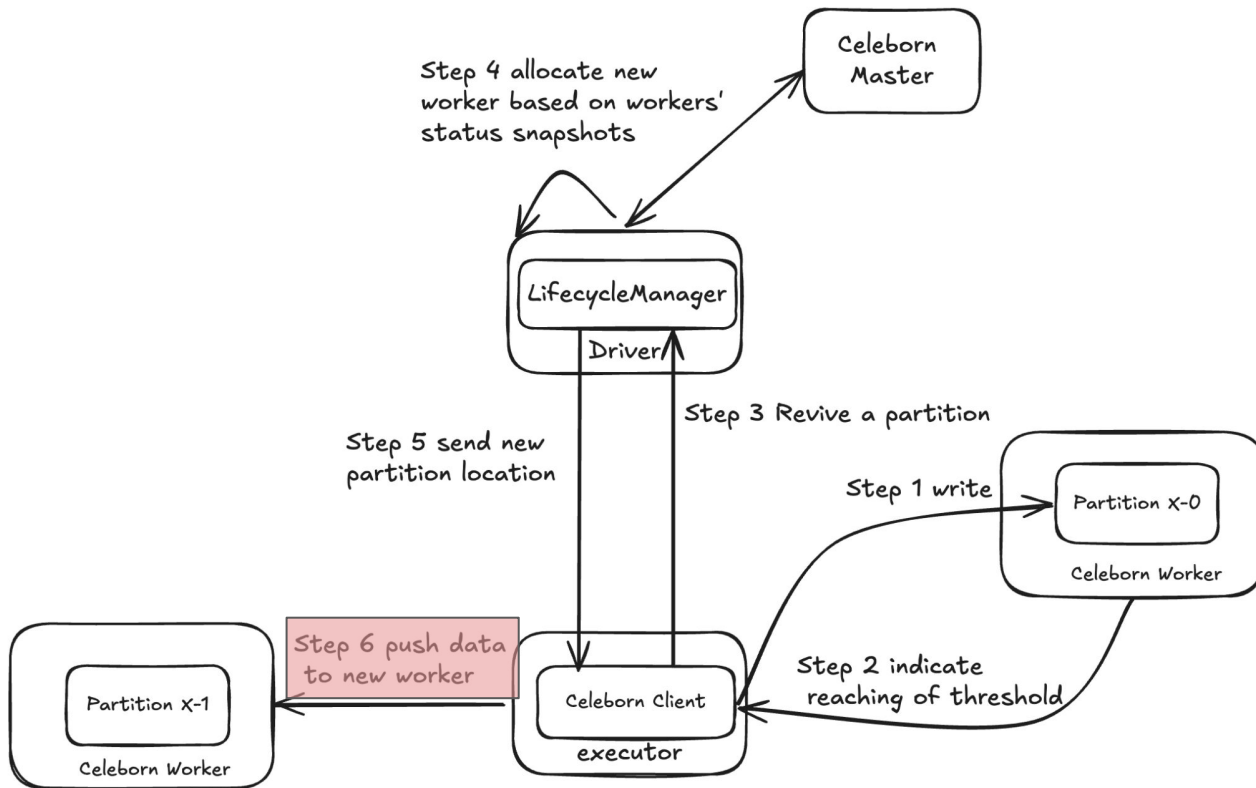 Celeborn
Master
Step 4 allocate new
worker based on workers'
status snapshots
LifecycleManager
Driver
Step 3 Revive a partition
Step 5 send new
partition location
Step 1 write
Partition X-0
Celeborn Worker
Step 6 push data
to new worker
Step 2 indicate
reaching of threshold
Partition X-1
Celeborn Worker
Celeborn Client
executor